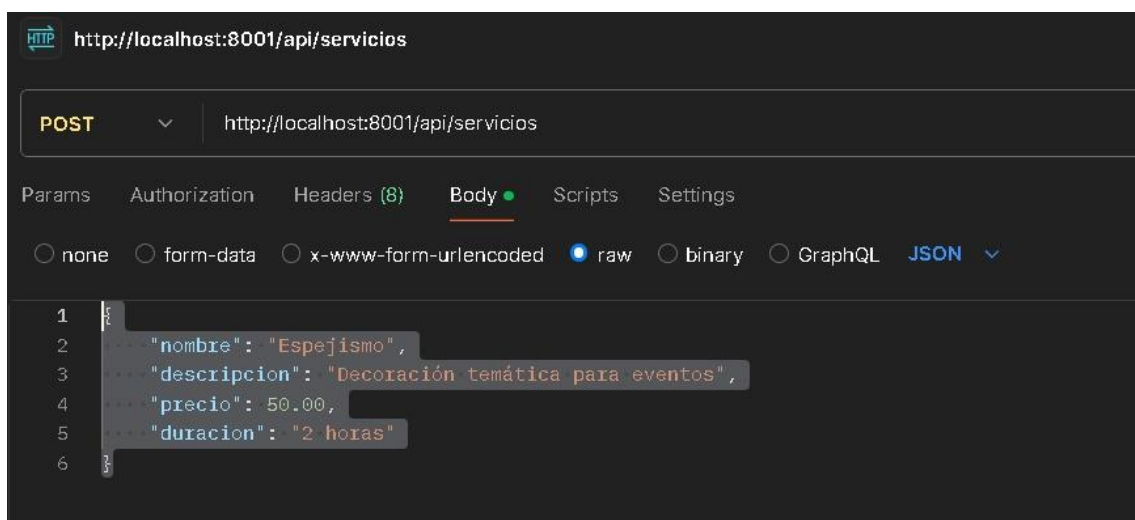 HTTP http://localhost:8001/api/servicios
POST http://localhost:8001/api/servicios
Params Authorization Headers (8) Body Scripts Settings
none form-data x-www-form-urlencoded raw binary GraphQL JSON
1 {
2 "nombre": "Espejismo",
3 "descripcion": "Decoración temática para eventos",
4 "precio": 50.00,
5 "duracion": "2 horas"
6 }